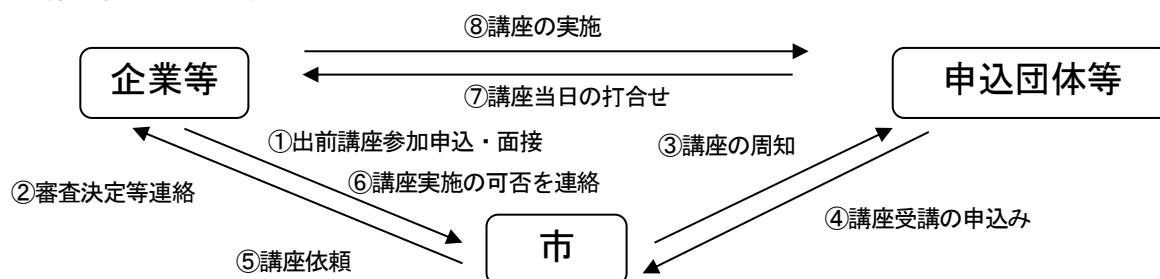 ⑧講座の実施
企業等
申込団体等
⑦講座当日の打合せ
①出前講座参加申込・面接
③講座の周知
②審査決定等連絡
⑥講座実施の可否を連絡
④講座受講の申込み
市
⑤講座依頼